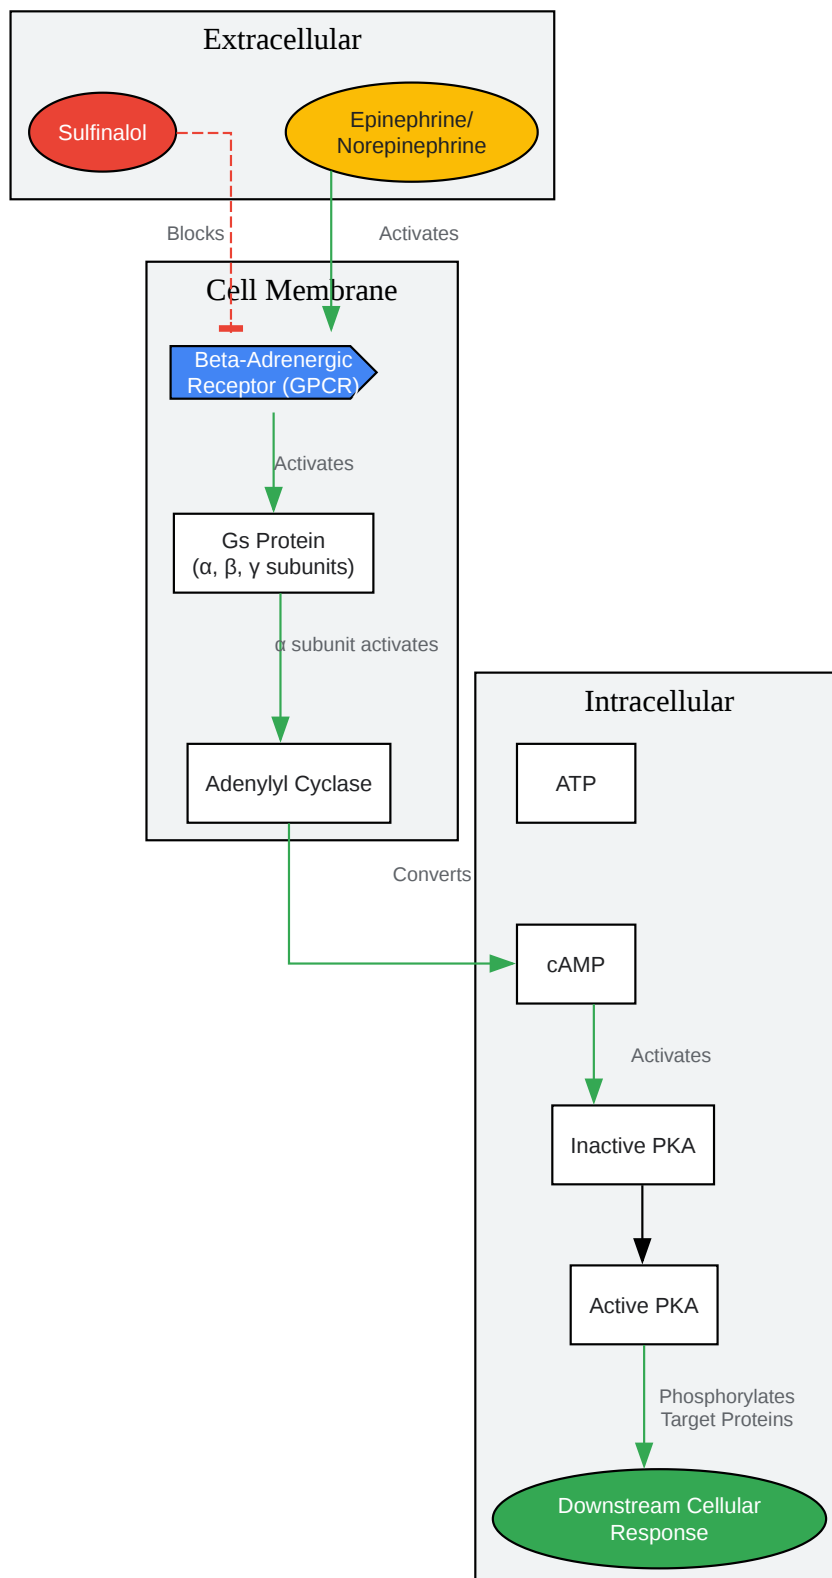 Extracellular
Sulfinalol
Epinephrine/
Norepinephrine
Blocks
Activates
Cell Membrane
Beta-Adrenergic
Receptor (GPCR)
Activates
Gs Protein
(α, β, γ subunits)
α subunit activates
Intracellular
Adenylyl Cyclase
ATP
Converts
cAMP
Activates
Inactive PKA
Active PKA
Phosphorylates
Target Proteins
Downstream Cellular
Response